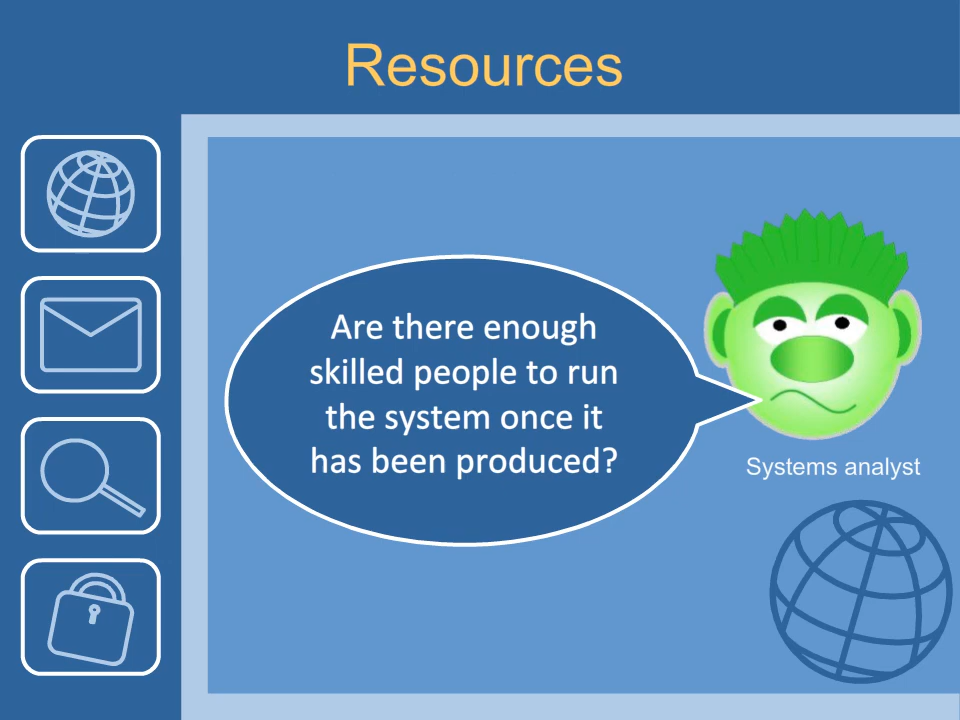 Resources
Are there enough
skilled people to run
the system once it
has been produced?
Systems analyst